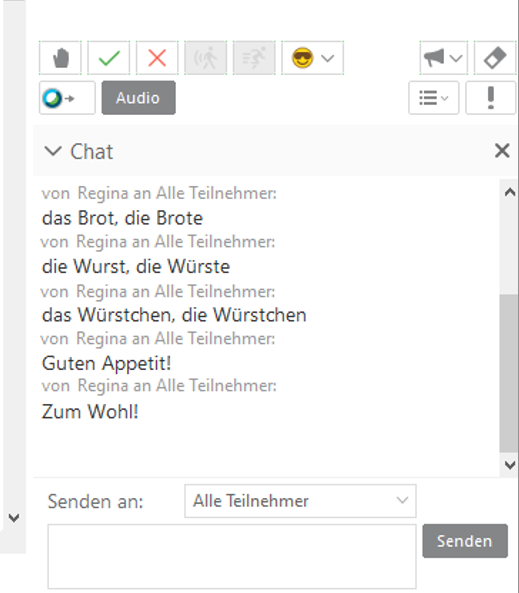 Audio
Chat
von Regina an Alle Teilnehmer:
das Brot, die Brote
von Regina an Alle Teilnehmer:
die Wurst, die Würste
von Regina an Alle Teilnehmer:
das Würstchen, die Würstchen
von Regina an Alle Teilnehmer:
Guten Appetit!
von Regina an Alle Teilnehmer:
Zum Wohl!
Senden an: Alle Teilnehmer
Senden